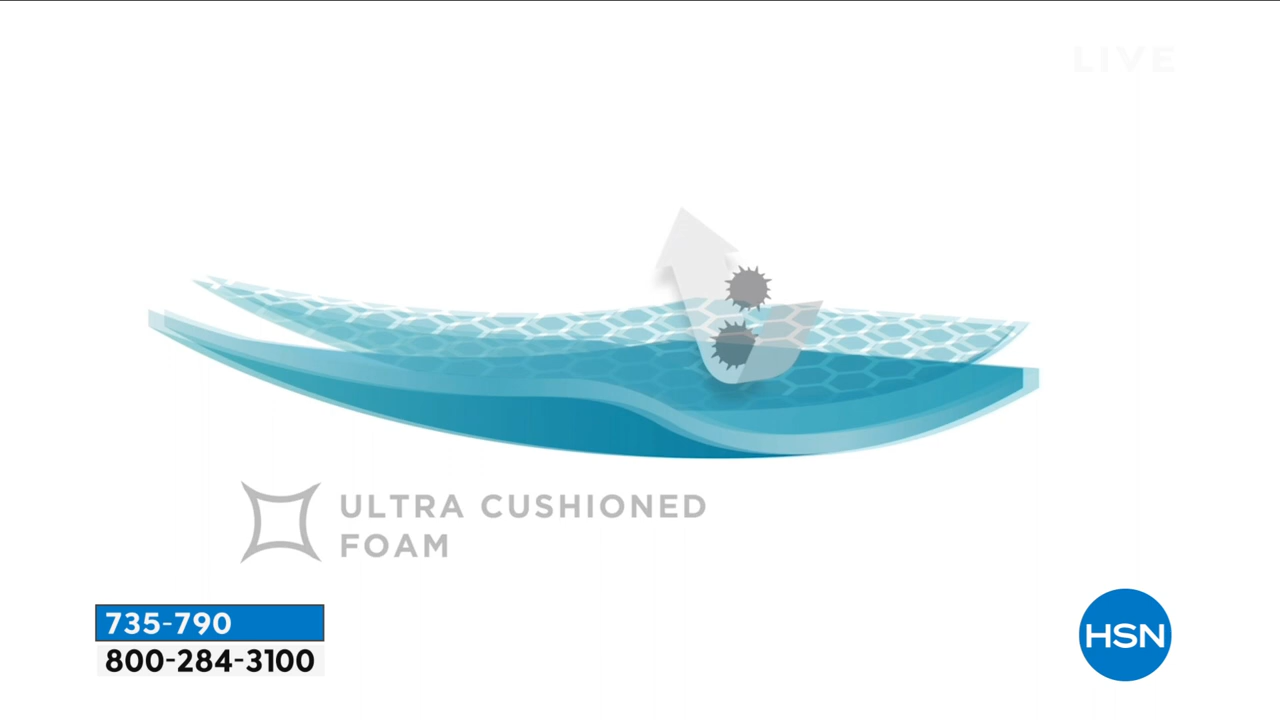 LIVE
ULTRA CUSHIONED
FOAM
735-790
800-284-3100
HSN